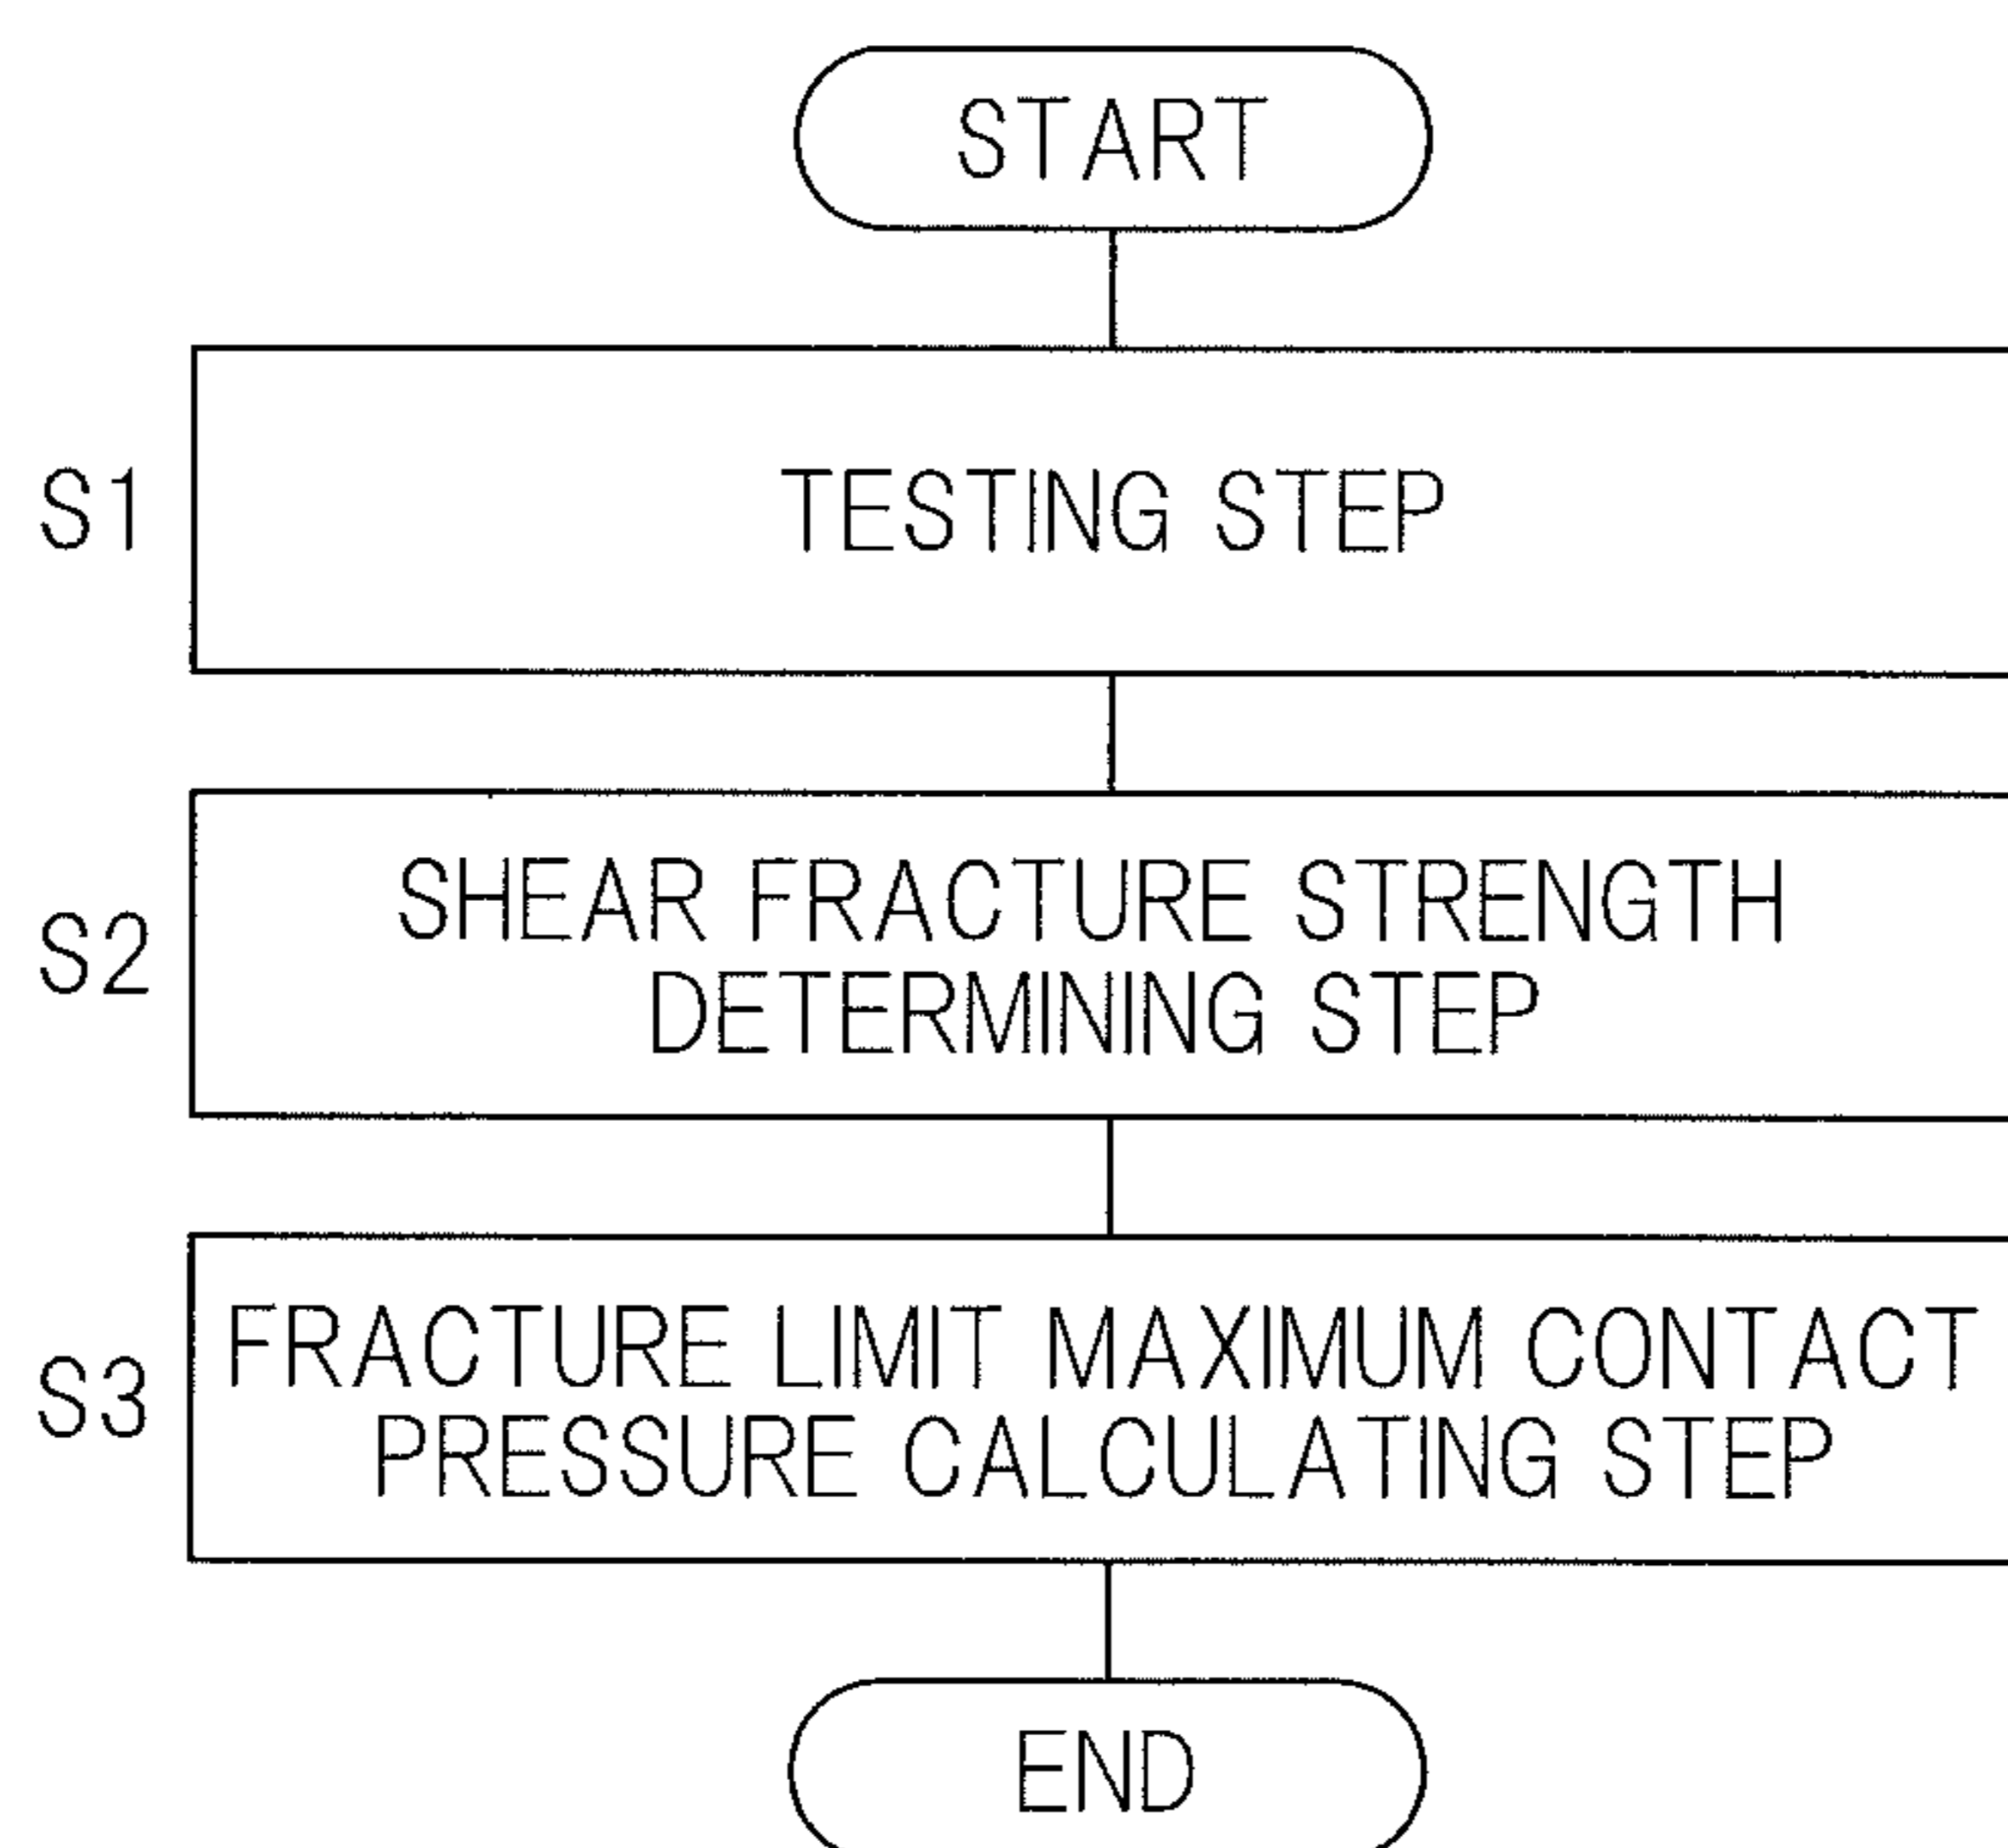 START
S1
TESTING STEP
S2
SHEAR FRACTURE STRENGTH
DETERMINING STEP
S3
FRACTURE LIMIT MAXIMUM CONTACT
PRESSURE CALCULATING STEP
END